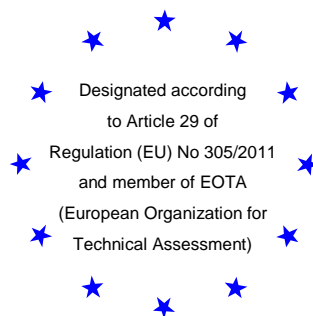 Designated according
to Article 29 of
Regulation (EU) No 305/2011
and member of EOTA
(European Organization for
Technical Assessment)